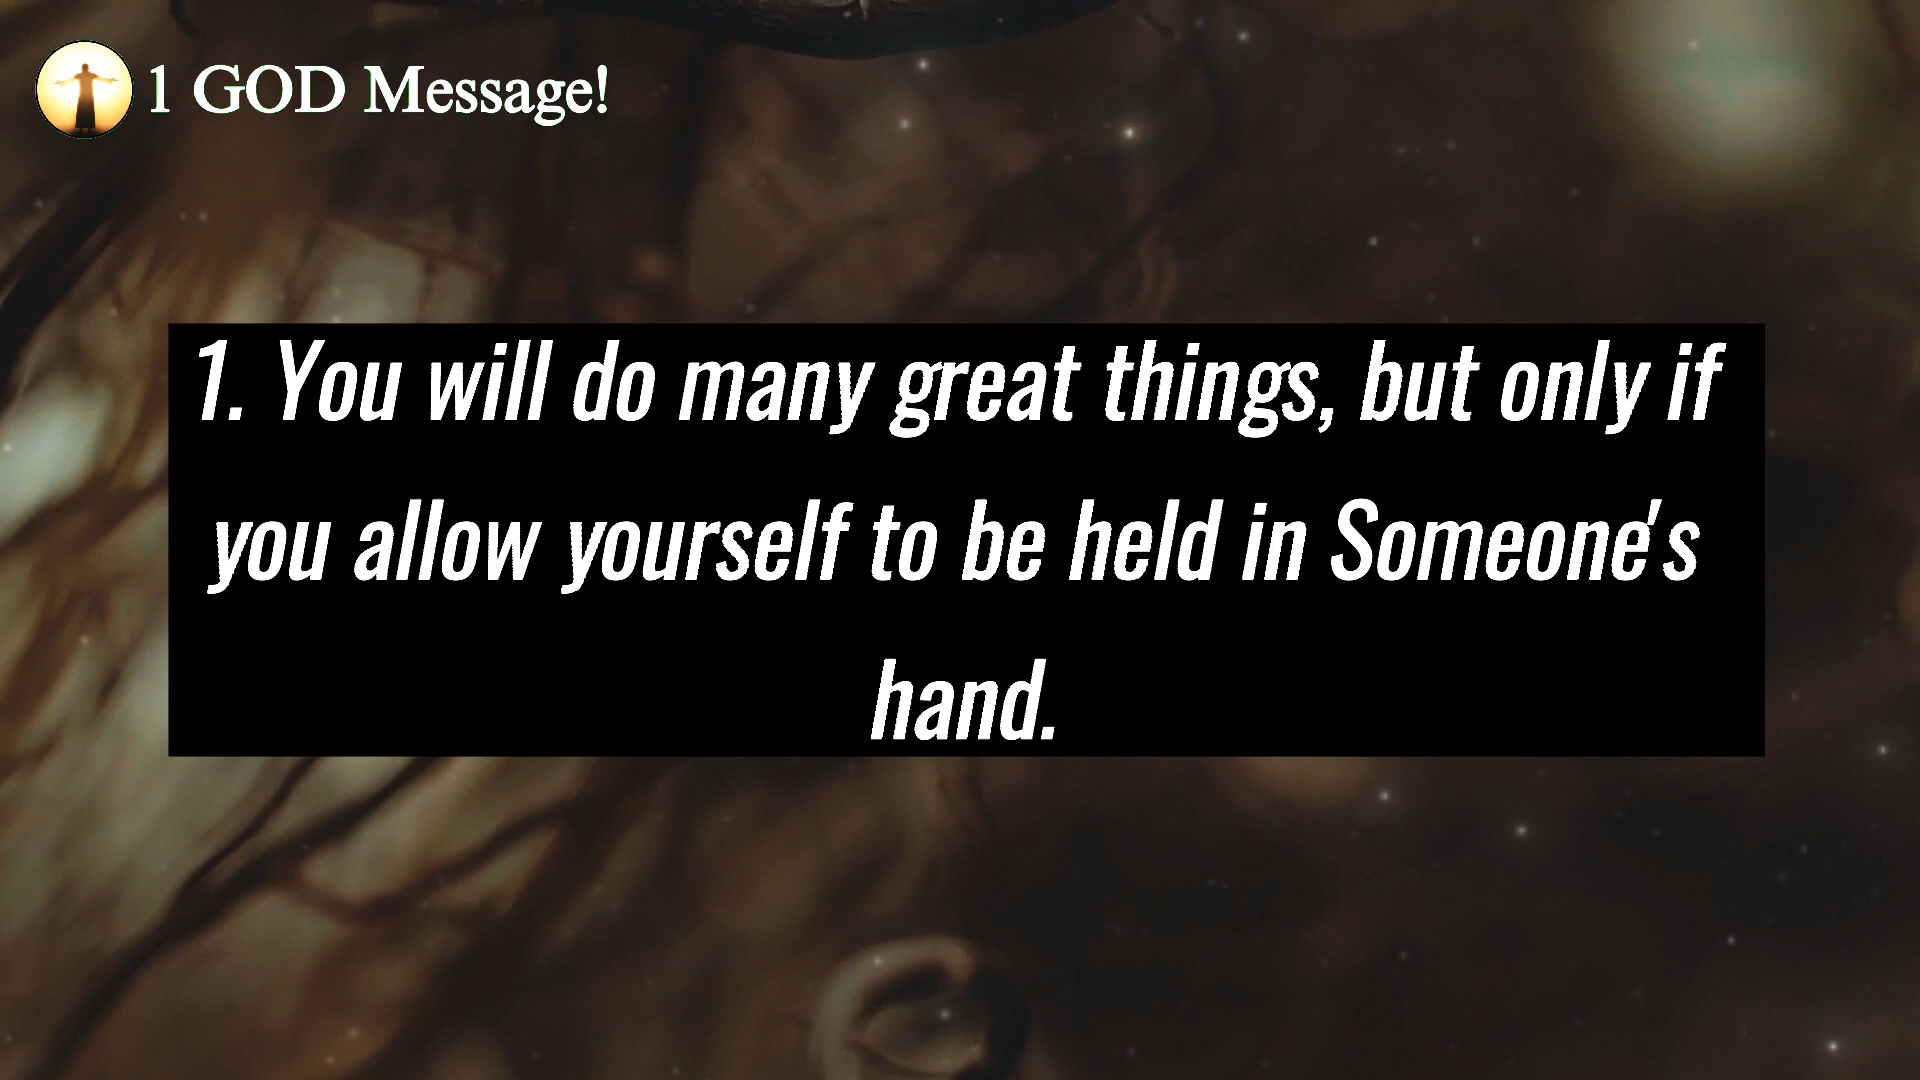 1 GOD Message!
1. You will do many great things, but only if
you allow yourself to be held in Someone's
hand.